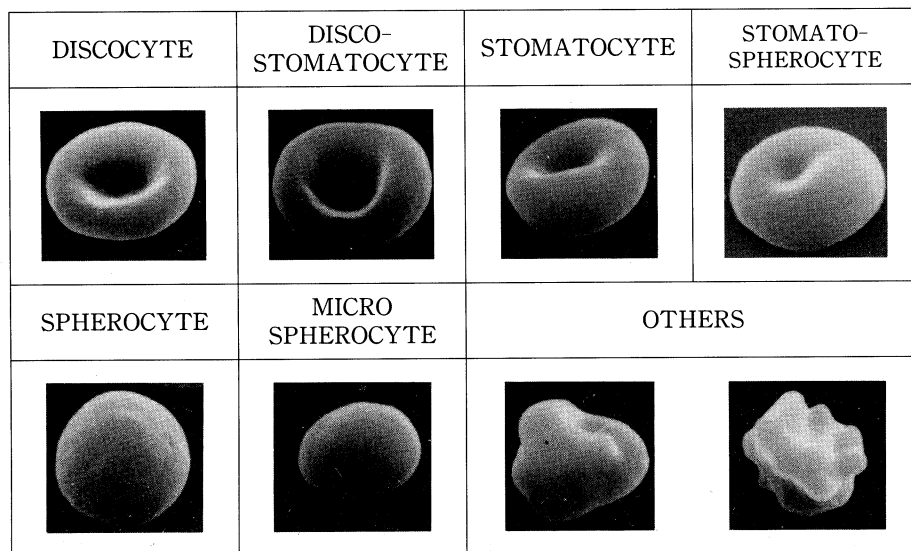 DISCOCYTE
DISCO-
STOMATOCYTE
STOMATOCYTE
STOMATO-
SPHEROCYTE
SPHEROCYTE
MICRO
SPHEROCYTE
OTHERS